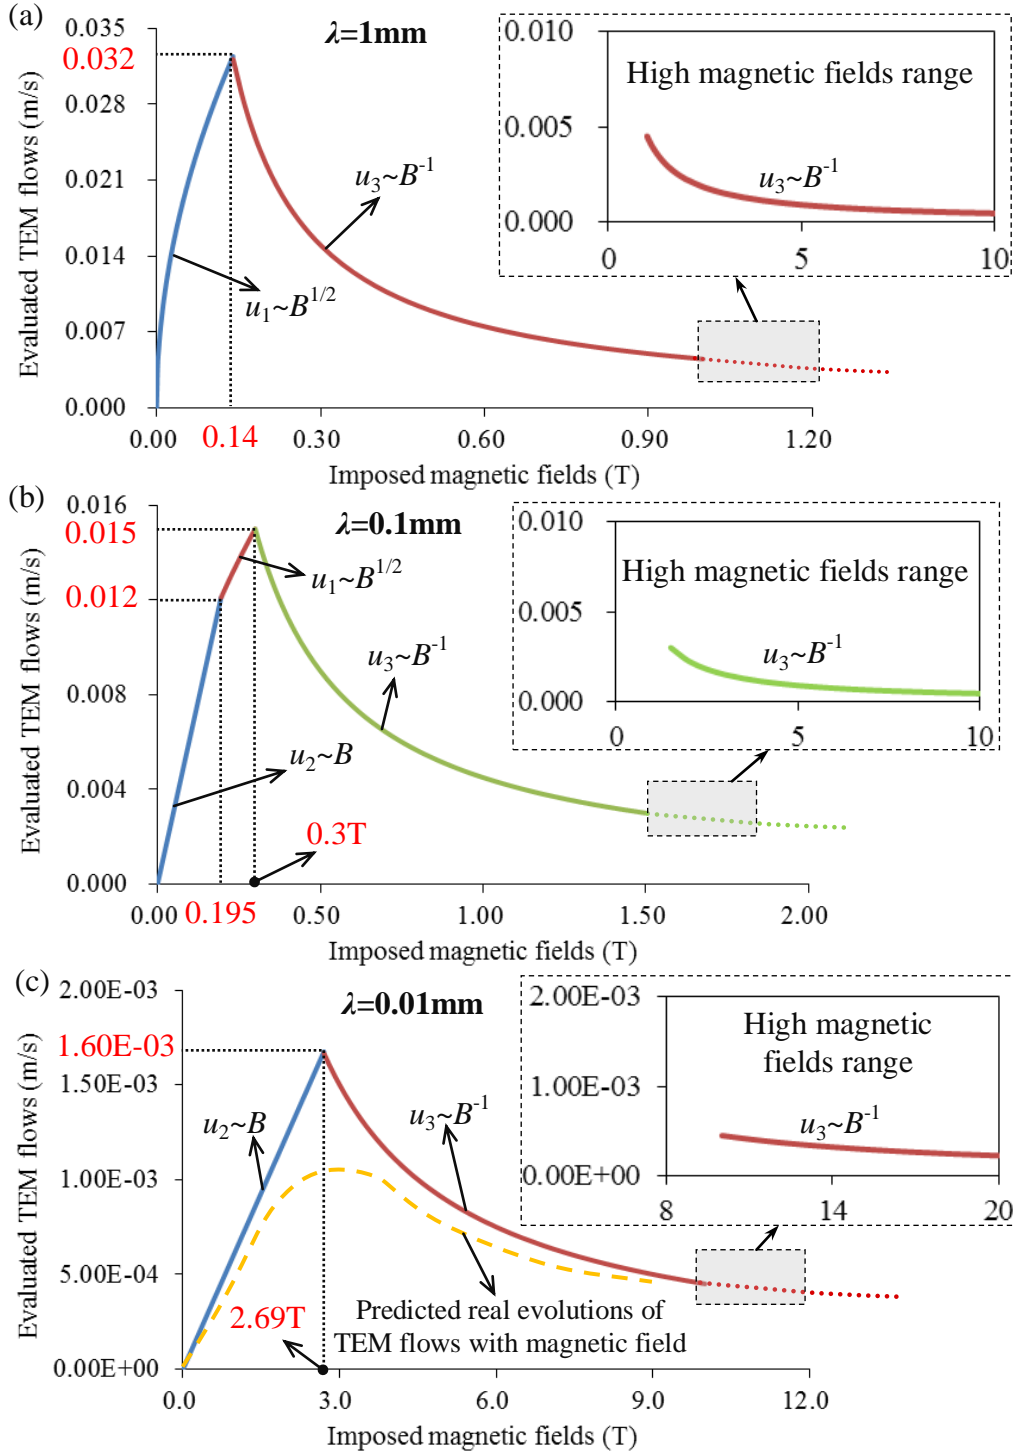 (a)
λ=1mm
Evaluated TEM flows (m/s)
0.035
0.032
0.028
0.021
0.014
0.007
0.000
u₃~B⁻¹
u₁~B¹ᐟ²
0.00
0.14
0.30
0.60
0.90
1.20
Imposed magnetic fields (T)
0.010
High magnetic fields range
0.005
u₃~B⁻¹
0.000
0
5
10
(b)
λ=0.1mm
Evaluated TEM flows (m/s)
0.016
0.015
0.012
0.008
0.004
0.000
u₁~B¹ᐟ²
u₃~B⁻¹
u₂~B
0.3T
0.00
0.195
0.50
1.00
1.50
2.00
Imposed magnetic fields (T)
0.010
High magnetic fields range
0.005
u₃~B⁻¹
0.000
0
5
10
(c)
λ=0.01mm
Evaluated TEM flows (m/s)
2.00E-03
1.60E-03
1.50E-03
1.00E-03
5.00E-04
0.00E+00
u₂~B
u₃~B⁻¹
2.69T
Predicted real evolutions of
TEM flows with magnetic field
0.0
3.0
6.0
9.0
12.0
Imposed magnetic fields (T)
2.00E-03
High magnetic
fields range
1.00E-03
u₃~B⁻¹
0.00E+00
8
14
20